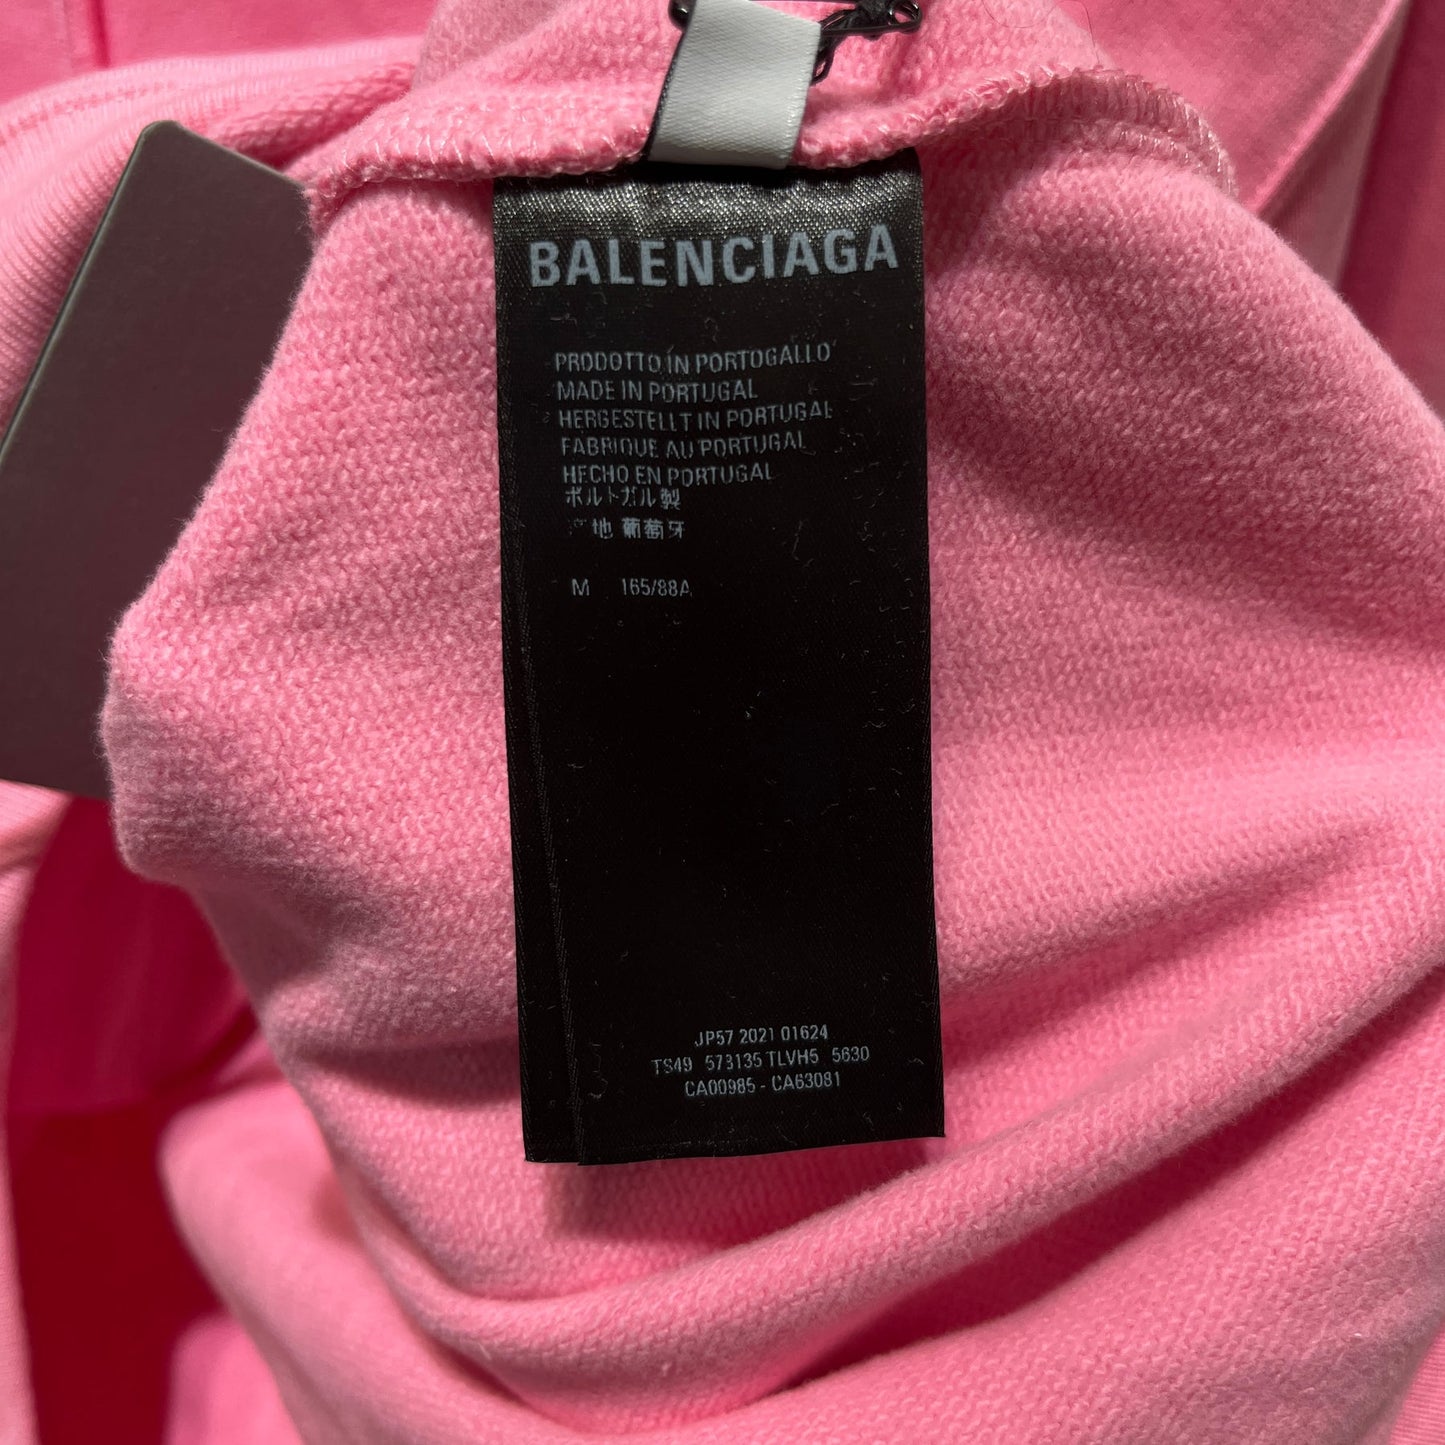 BALENCIAGA
PRODOTTO IN PORTOGALLO
MADE IN PORTUGAL
HERGESTELLT IN PORTUGAL
FABRIQUE AU PORTUGAL
HECHO EN PORTUGAL
ポルトガル製
产地 葡萄牙
M 165/88A
JP57 2021 01624
TS49 573135 TLVH5 5630
CA00985 - CA63081